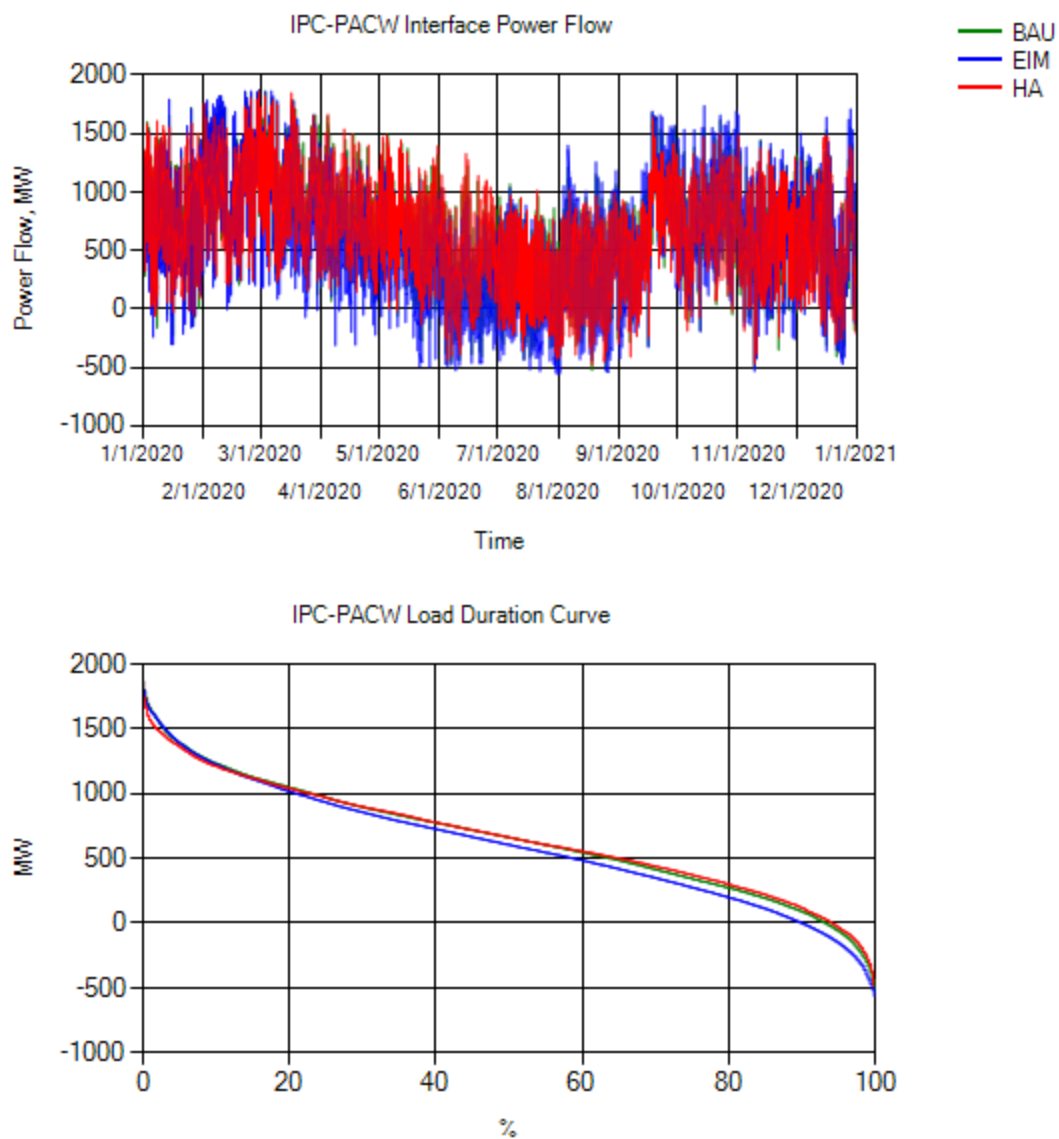 IPC-PACW Interface Power Flow
BAU
EIM
HA
Power Flow, MW
2000
1500
1000
500
0
-500
-1000
1/1/2020 3/1/2020 5/1/2020 7/1/2020 9/1/2020 11/1/2020 1/1/2021
2/1/2020 4/1/2020 6/1/2020 8/1/2020 10/1/2020 12/1/2020
Time
IPC-PACW Load Duration Curve
MW
2000
1500
1000
500
0
-500
-1000
0 20 40 60 80 100
%